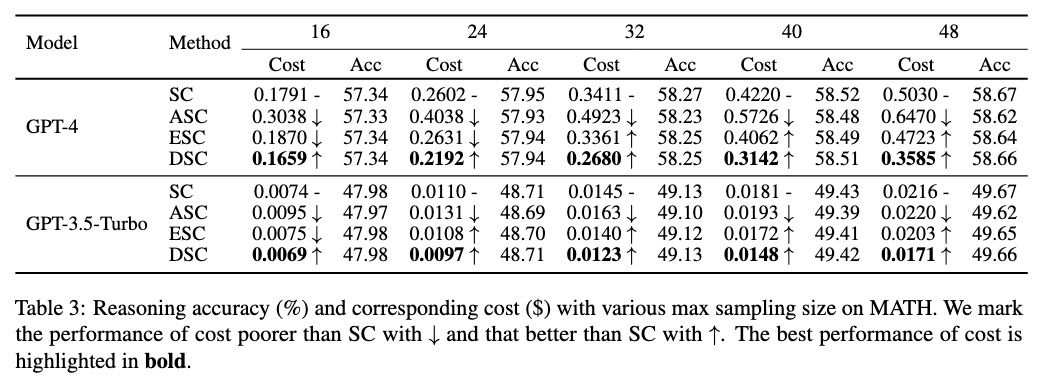 Model Method 16 24 32 40 48
Cost Acc Cost Acc Cost Acc Cost Acc Cost Acc
GPT-4
SC 0.1791 - 57.34 0.2602 - 57.95 0.3411 - 58.27 0.4220 - 58.52 0.5030 - 58.67
ASC 0.3038 ↓ 57.33 0.4038 ↓ 57.93 0.4923 ↓ 58.23 0.5726 ↓ 58.48 0.6470 ↓ 58.62
ESC 0.1870 ↓ 57.34 0.2631 ↓ 57.94 0.3361 ↑ 58.25 0.4062 ↑ 58.49 0.4723 ↑ 58.64
DSC 0.1659 ↑ 57.34 0.2192 ↑ 57.94 0.2680 ↑ 58.25 0.3142 ↑ 58.51 0.3585 ↑ 58.66
GPT-3.5-Turbo
SC 0.0074 - 47.98 0.0110 - 48.71 0.0145 - 49.13 0.0181 - 49.43 0.0216 - 49.67
ASC 0.0095 ↓ 47.97 0.0131 ↓ 48.69 0.0163 ↓ 49.10 0.0193 ↓ 49.39 0.0220 ↓ 49.62
ESC 0.0075 ↓ 47.98 0.0108 ↑ 48.70 0.0140 ↑ 49.12 0.0172 ↑ 49.41 0.0203 ↑ 49.65
DSC 0.0069 ↑ 47.98 0.0097 ↑ 48.71 0.0123 ↑ 49.13 0.0148 ↑ 49.42 0.0171 ↑ 49.66
Table 3: Reasoning accuracy (%) and corresponding cost ($) with various max sampling size on MATH. We mark
the performance of cost poorer than SC with ↓ and that better than SC with ↑. The best performance of cost is
highlighted in bold.